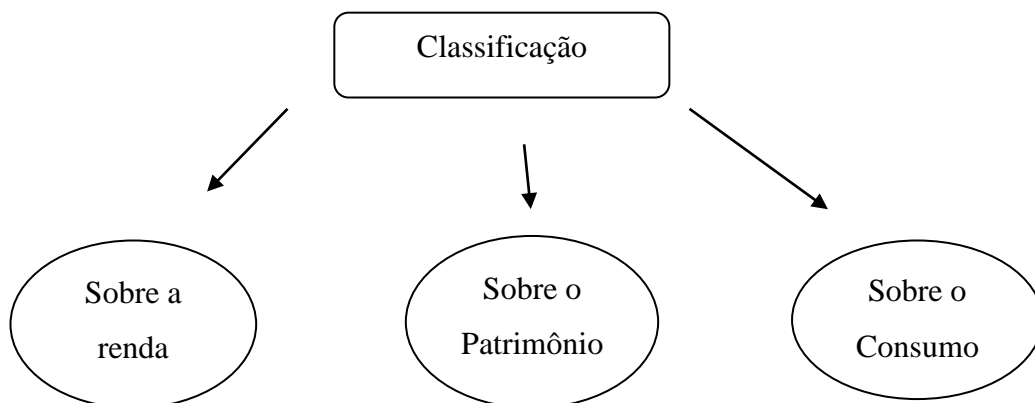 Classificação
Sobre a
renda
Sobre o
Patrimônio
Sobre o
Consumo